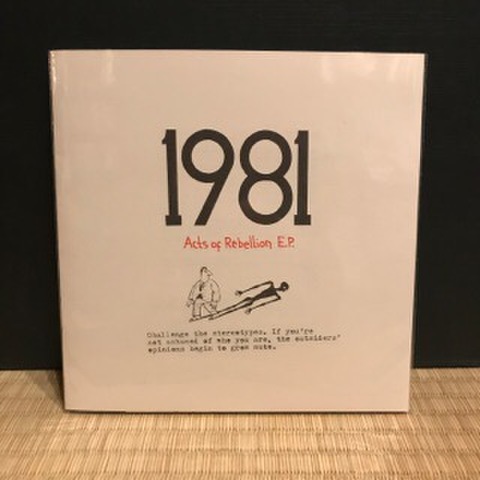 1981
Acts of Rebellion E.P.
Challenge the stereotypes. If you're
not ashamed of who you are, the outsiders'
opinions begin to grow mute.